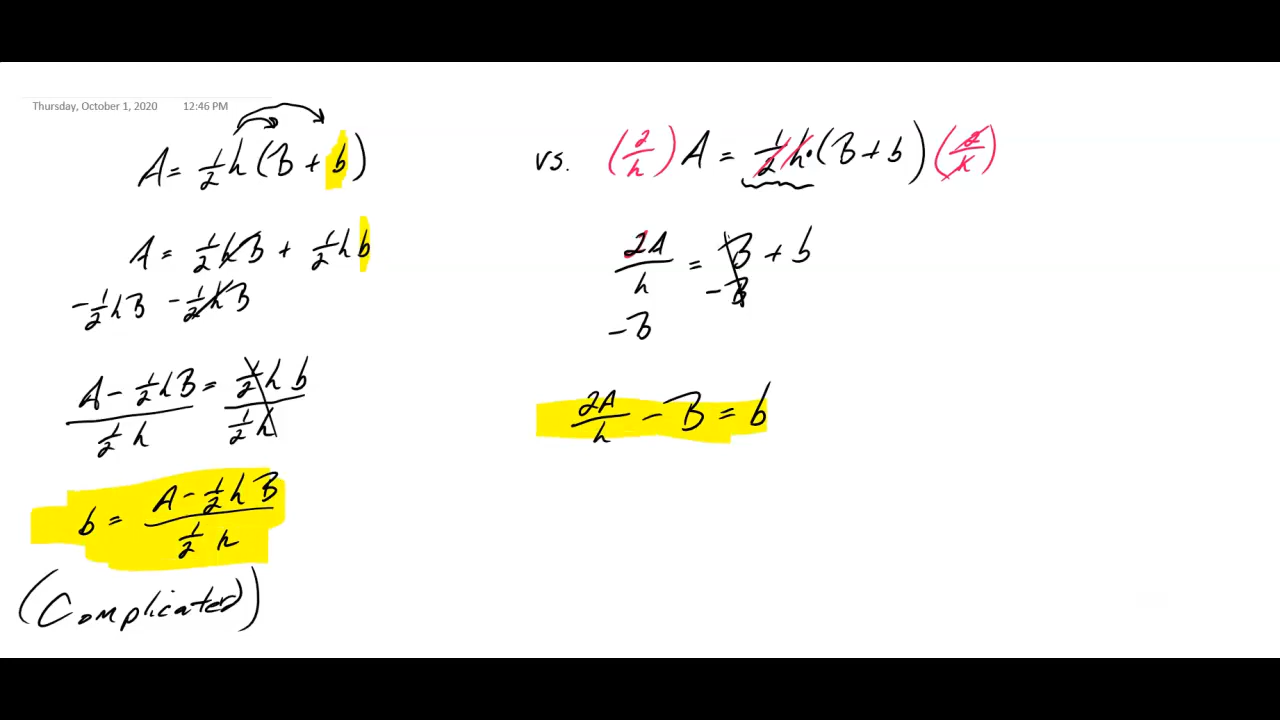 Thursday, October 1, 2020 12:46 PM
A = 1/2 h (B + b)
A = 1/2 h B + 1/2 h b
- 1/2 h B - 1/2 h B
A - 1/2 h B = 1/2 h b
1/2 h 1/2 h
b = (A - 1/2 h B) / (1/2 h)
(Complicated)
vs. (2/h) A = 1/2 h · (B + b) (2/h)
2A/h = B + b
- B
- B
2A/h - B = b